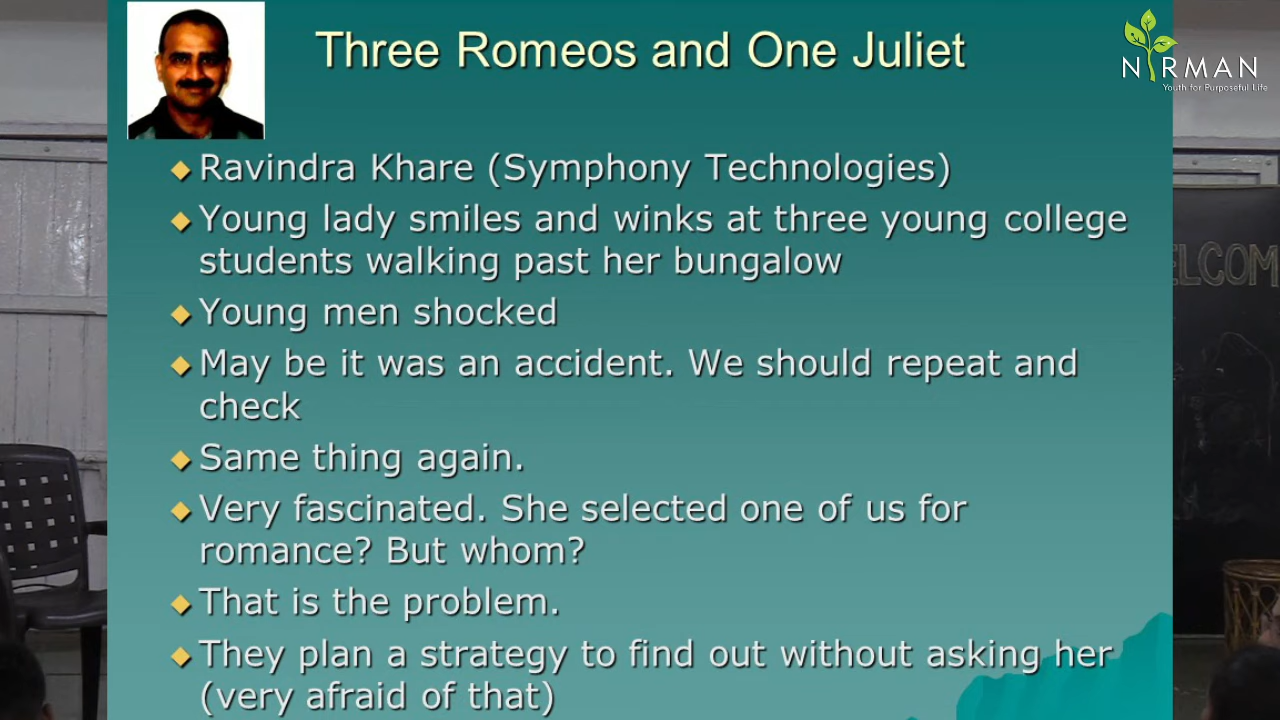 Three Romeos and One Juliet
NIRMAN
Youth for Purposeful Life
Ravindra Khare (Symphony Technologies)
Young lady smiles and winks at three young college
students walking past her bungalow
Young men shocked
May be it was an accident. We should repeat and
check
Same thing again.
Very fascinated. She selected one of us for
romance? But whom?
That is the problem.
They plan a strategy to find out without asking her
(very afraid of that)
ELCOM